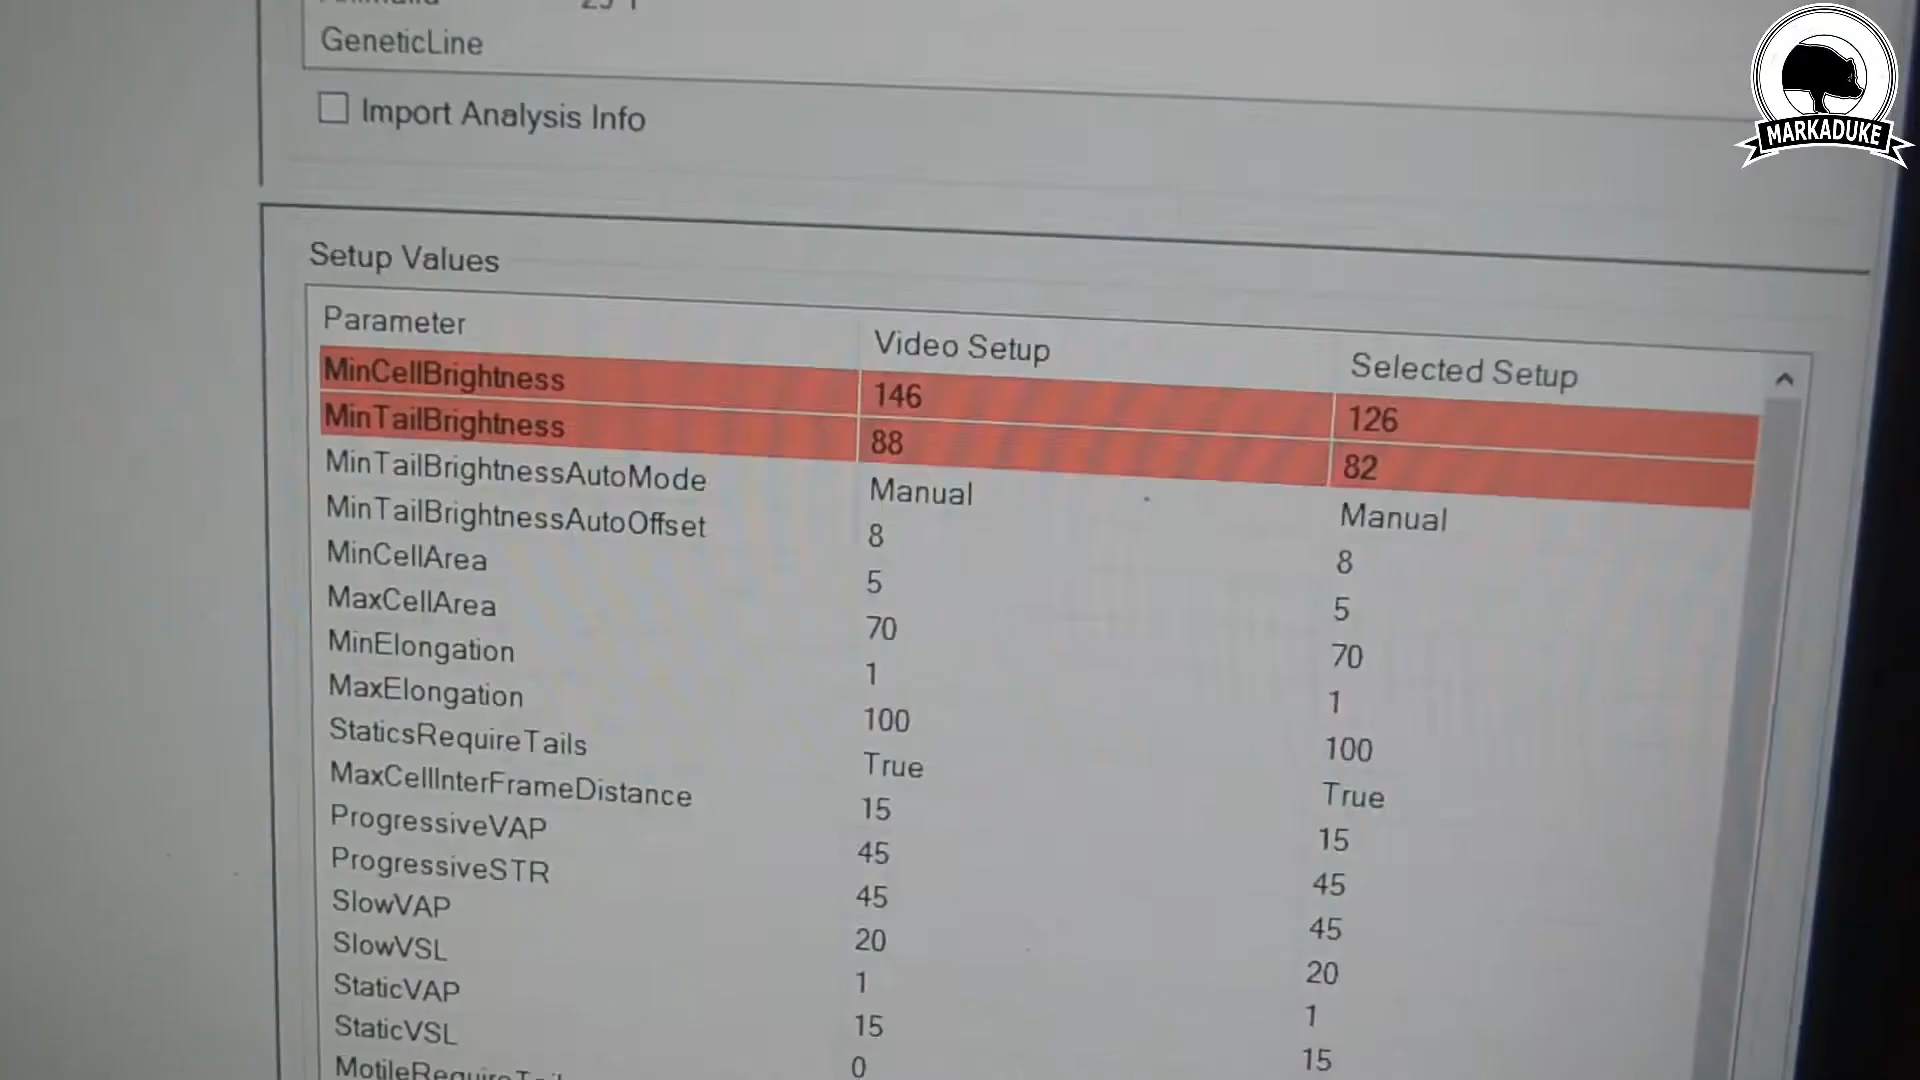 GeneticLine
Import Analysis Info
MARKADUKE
Setup Values
Parameter Video Setup Selected Setup
MinCellBrightness 146 126
MinTailBrightness 88 82
MinTailBrightnessAutoMode Manual Manual
MinTailBrightnessAutoOffset 8 8
MinCellArea 5 5
MaxCellArea 70 70
MinElongation 1 1
MaxElongation 100 100
StaticsRequireTails True True
MaxCellInterFrameDistance 15 15
ProgressiveVAP 45 45
ProgressiveSTR 45 45
SlowVAP 20 20
SlowVSL 1 1
StaticVAP 15 15
StaticVSL 0